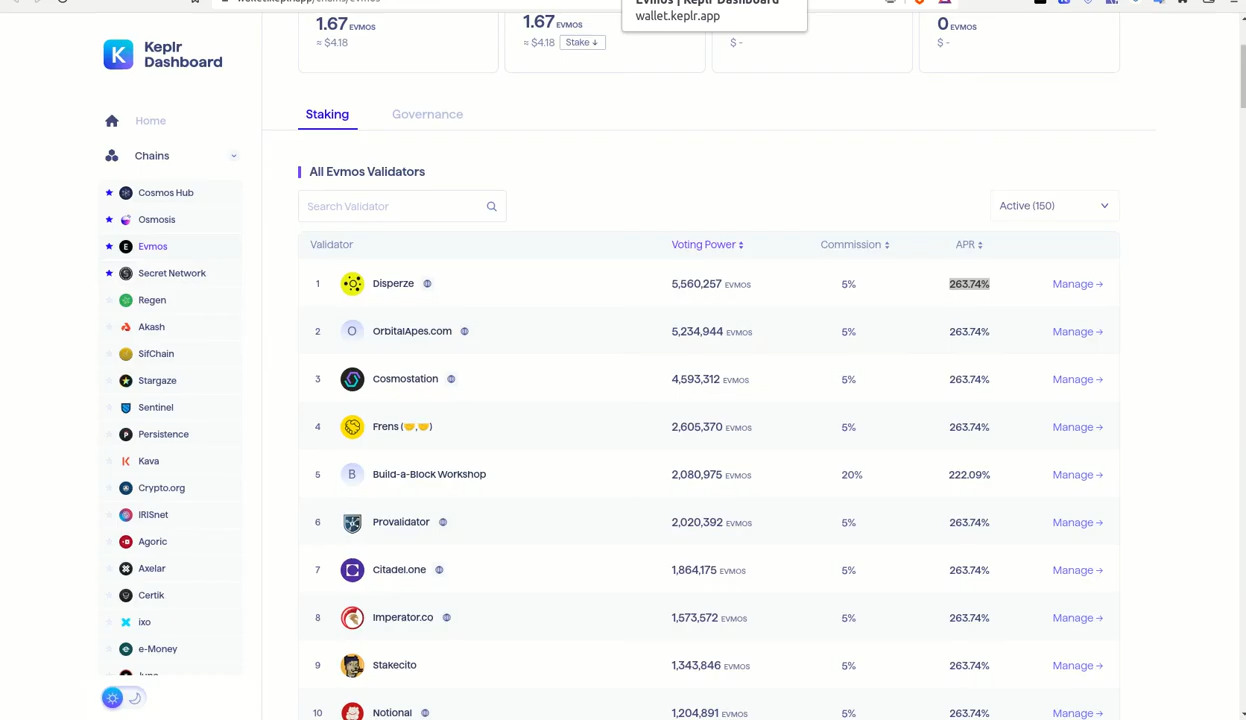 wallet.keplr.app
1.67 EVMOS
≈ $4.18
1.67 EVMOS
≈ $4.18 Stake ↓
$ -
0 EVMOS
$ -
Keplr
Dashboard
Home
Chains
Cosmos Hub
Osmosis
Evmos
Secret Network
Regen
Akash
SifChain
Stargaze
Sentinel
Persistence
Kava
Crypto.org
IRISnet
Agoric
Axelar
Certik
ixo
e-Money
Staking Governance
All Evmos Validators
Search Validator
Active (150)
Validator Voting Power Commission APR
1 Disperze 5,560,257 EVMOS 5% 263.74% Manage →
2 O OrbitalApes.com 5,234,944 EVMOS 5% 263.74% Manage →
3 Cosmostation 4,593,312 EVMOS 5% 263.74% Manage →
4 Frens (🤝,🤝) 2,605,370 EVMOS 5% 263.74% Manage →
5 B Build-a-Block Workshop 2,080,975 EVMOS 20% 222.09% Manage →
6 Provalidator 2,020,392 EVMOS 5% 263.74% Manage →
7 Citadel.one 1,864,175 EVMOS 5% 263.74% Manage →
8 Imperator.co 1,573,572 EVMOS 5% 263.74% Manage →
9 Stakecito 1,343,846 EVMOS 5% 263.74% Manage →
10 Notional 1,204,891 EVMOS 5% 263.74% Manage →